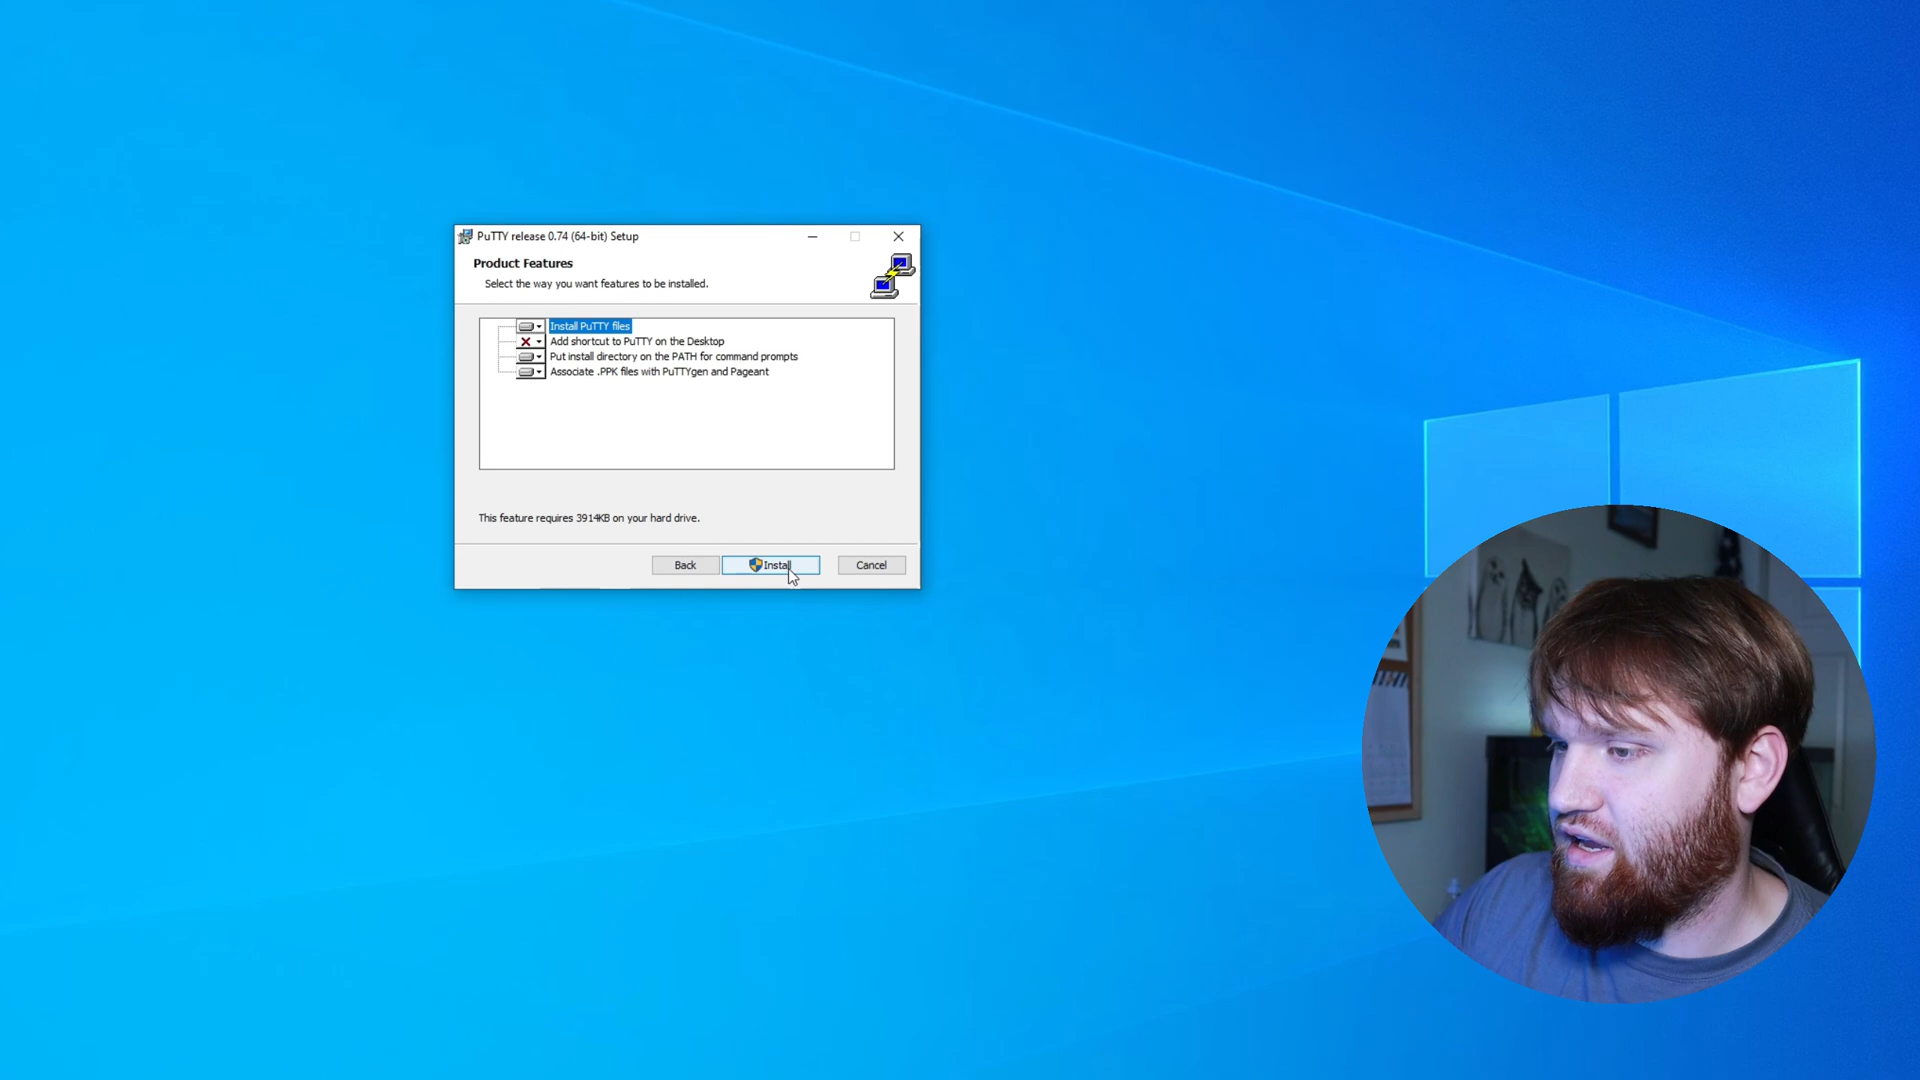 PuTTY release 0.74 (64-bit) Setup
Product Features
Select the way you want features to be installed.
Install PuTTY files
Add shortcut to PuTTY on the Desktop
Put install directory on the PATH for command prompts
Associate .PPK files with PuTTYgen and Pageant
This feature requires 3914KB on your hard drive.
Back
Install
Cancel